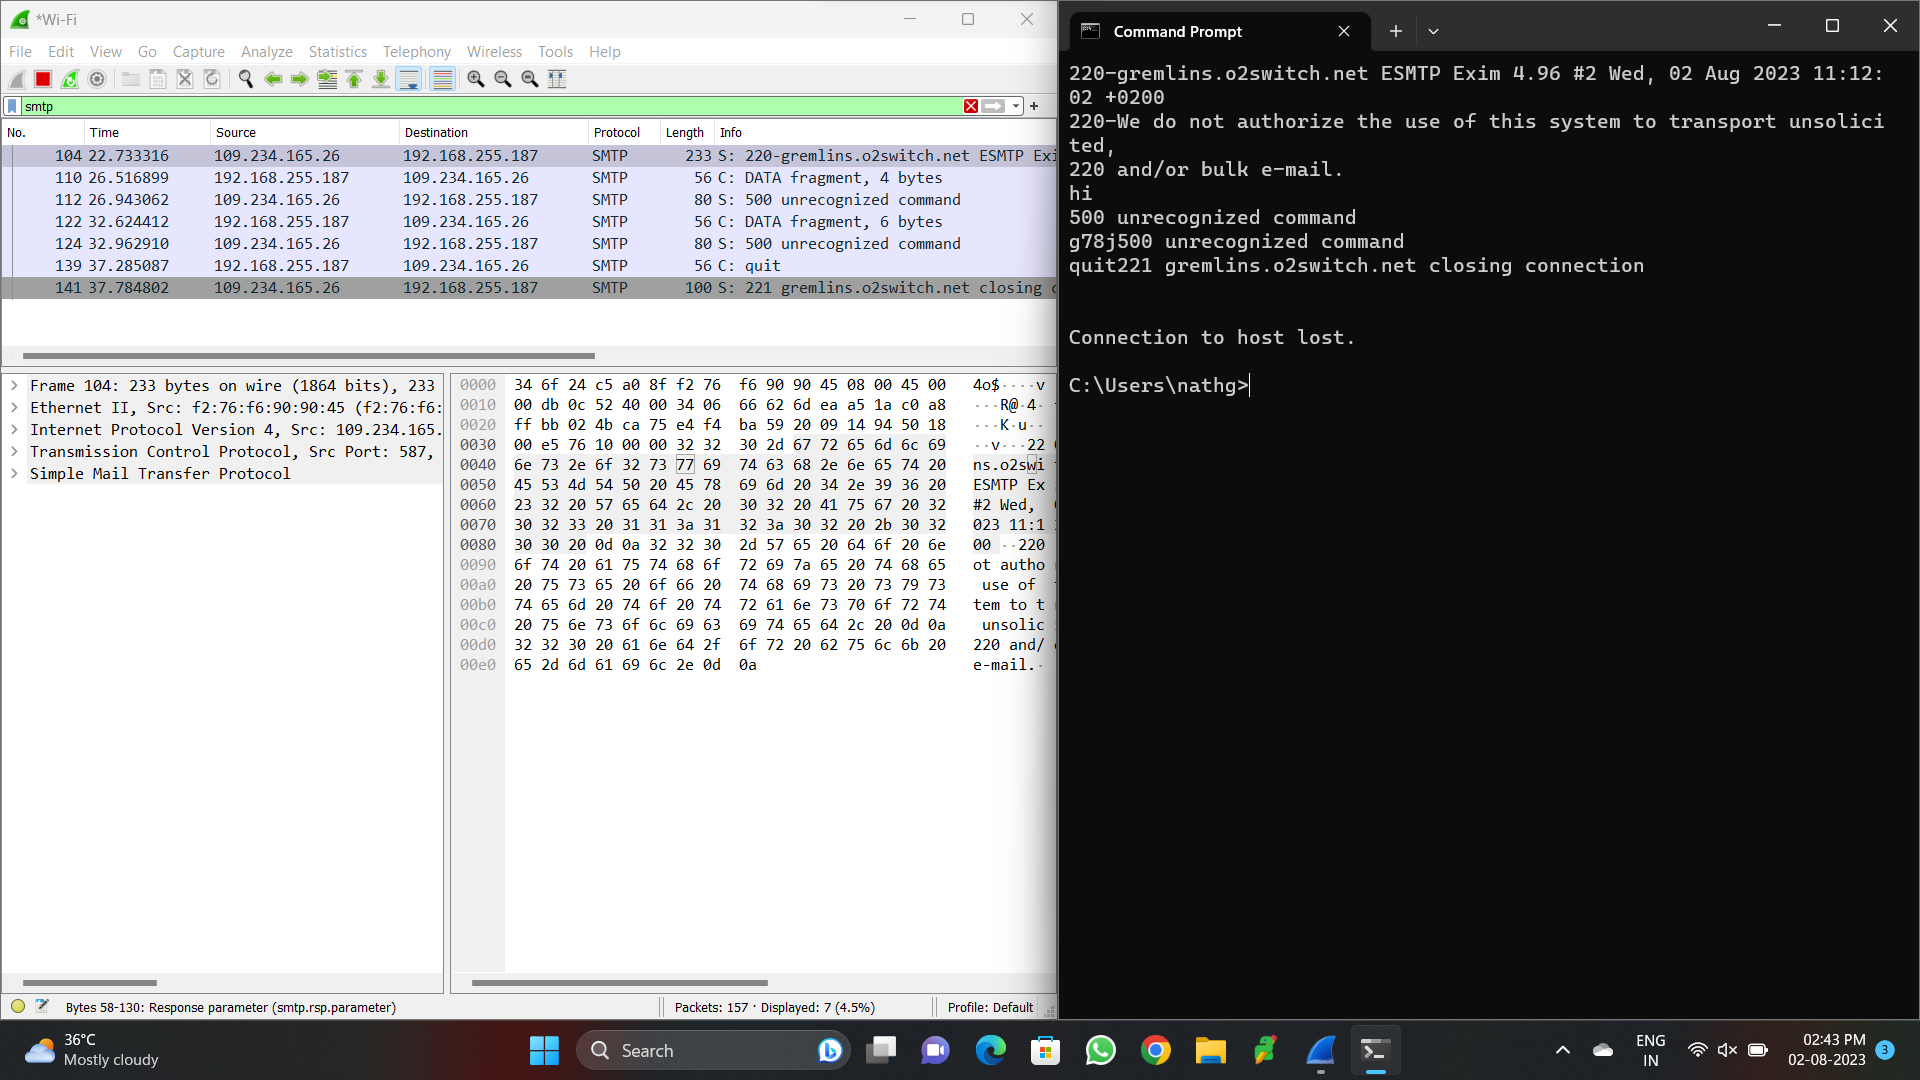 *Wi-Fi
File Edit View Go Capture Analyze Statistics Telephony Wireless Tools Help
smtp
No. Time Source Destination Protocol Length Info
104 22.733316 109.234.165.26 192.168.255.187 SMTP 233 S: 220-gremlins.o2switch.net ESMTP Exi
110 26.516899 192.168.255.187 109.234.165.26 SMTP 56 C: DATA fragment, 4 bytes
112 26.943062 109.234.165.26 192.168.255.187 SMTP 80 S: 500 unrecognized command
122 32.624412 192.168.255.187 109.234.165.26 SMTP 56 C: DATA fragment, 6 bytes
124 32.962910 109.234.165.26 192.168.255.187 SMTP 80 S: 500 unrecognized command
139 37.285087 192.168.255.187 109.234.165.26 SMTP 56 C: quit
141 37.784802 109.234.165.26 192.168.255.187 SMTP 100 S: 221 gremlins.o2switch.net closing c
Frame 104: 233 bytes on wire (1864 bits), 233
Ethernet II, Src: f2:76:f6:90:90:45 (f2:76:f6:
Internet Protocol Version 4, Src: 109.234.165.
Transmission Control Protocol, Src Port: 587,
Simple Mail Transfer Protocol
0000 34 6f 24 c5 a0 8f f2 76 f6 90 90 45 08 00 45 00 4o$····v
0010 00 db 0c 52 40 00 34 06 66 62 6d ea a5 1a c0 a8 ···R@·4·
0020 ff bb 02 4b ca 75 e4 f4 ba 59 20 09 14 94 50 18 ···K·u··
0030 00 e5 76 10 00 00 32 32 30 2d 67 72 65 6d 6c 69 ··v···22
0040 6e 73 2e 6f 32 73 77 69 74 63 68 2e 6e 65 74 20 ns.o2swi
0050 45 53 4d 54 50 20 45 78 69 6d 20 34 2e 39 36 20 ESMTP Ex
0060 23 32 20 57 65 64 2c 20 30 32 20 41 75 67 20 32 #2 Wed,
0070 30 32 33 20 31 31 3a 31 32 3a 30 32 20 2b 30 32 023 11:1
0080 30 30 20 0d 0a 32 32 30 2d 57 65 20 64 6f 20 6e 00 ··220
0090 6f 74 20 61 75 74 68 6f 72 69 7a 65 20 74 68 65 ot autho
00a0 20 75 73 65 20 6f 66 20 74 68 69 73 20 73 79 73 use of
00b0 74 65 6d 20 74 6f 20 74 72 61 6e 73 70 6f 72 74 tem to t
00c0 20 75 6e 73 6f 6c 69 63 69 74 65 64 2c 20 0d 0a unsolic
00d0 32 32 30 20 61 6e 64 2f 6f 72 20 62 75 6c 6b 20 220 and/
00e0 65 2d 6d 61 69 6c 2e 0d 0a e-mail.·
Bytes 58-130: Response parameter (smtp.rsp.parameter)
Packets: 157 · Displayed: 7 (4.5%)
Profile: Default
Command Prompt
220-gremlins.o2switch.net ESMTP Exim 4.96 #2 Wed, 02 Aug 2023 11:12:
02 +0200
220-We do not authorize the use of this system to transport unsolici
ted,
220 and/or bulk e-mail.
hi
500 unrecognized command
g78j500 unrecognized command
quit221 gremlins.o2switch.net closing connection
Connection to host lost.
C:\Users\nathg>
36°C
Mostly cloudy
Search
ENG
IN
02:43 PM
02-08-2023
3